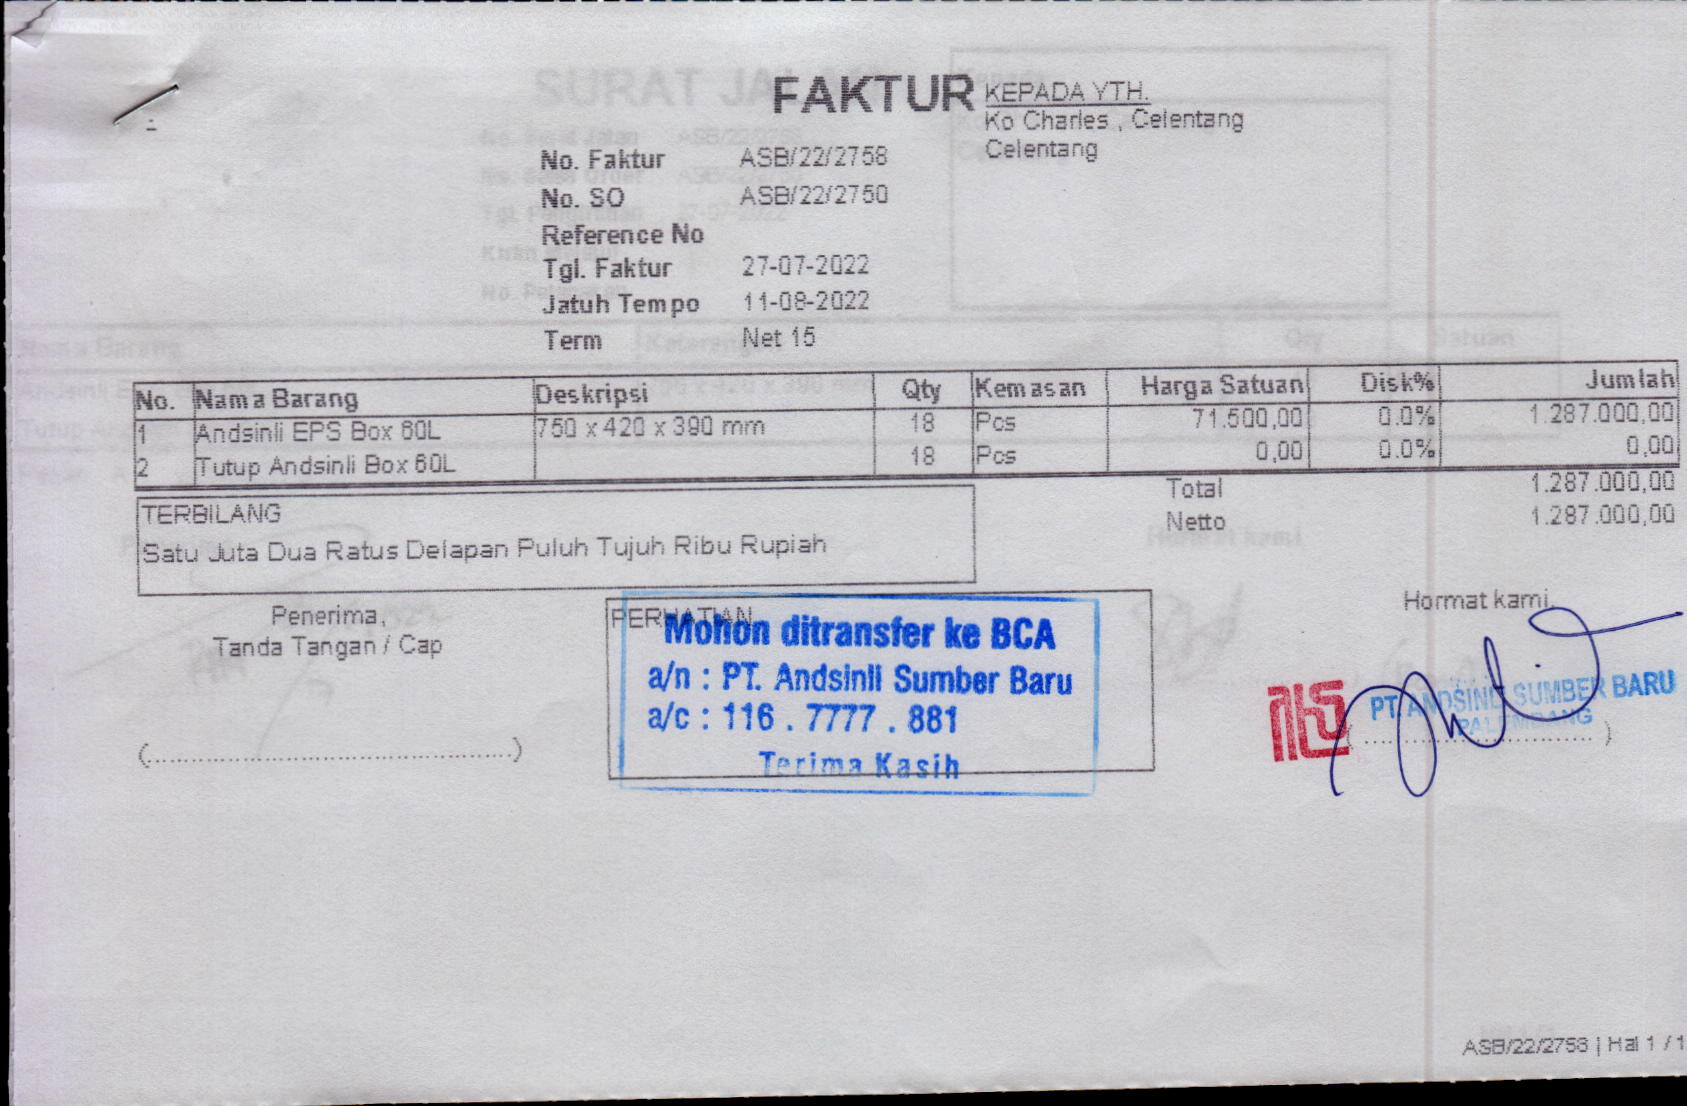 FAKTUR
KEPADA YTH.
Ko Charles , Celentang
Celentang
No. Faktur ASB/22/2758
No. SO ASB/22/2750
Reference No
Tgl. Faktur 27-07-2022
Jatuh Tempo 11-08-2022
Term Net 15
No. Nama Barang Deskripsi Qty Kemasan Harga Satuan Disk% Jumlah
1 Andsinli EPS Box 60L 750 x 420 x 390 mm 18 Pcs 71.500,00 0.0% 1.287.000,00
2 Tutup Andsinli Box 60L 18 Pcs 0,00 0.0% 0,00
Total 1.287.000,00
Netto 1.287.000,00
TERBILANG
Satu Juta Dua Ratus Delapan Puluh Tujuh Ribu Rupiah
Penerima,
Tanda Tangan / Cap
(..............................................)
PERHATIAN
Mohon ditransfer ke BCA
a/n : PT. Andsinli Sumber Baru
a/c : 116 . 7777 . 881
Terima Kasih
Hormat kami,
PT. ANDSINLI SUMBER BARU
PALEMBANG
(..............................)
ASB/22/2758 | Hal 1 / 1